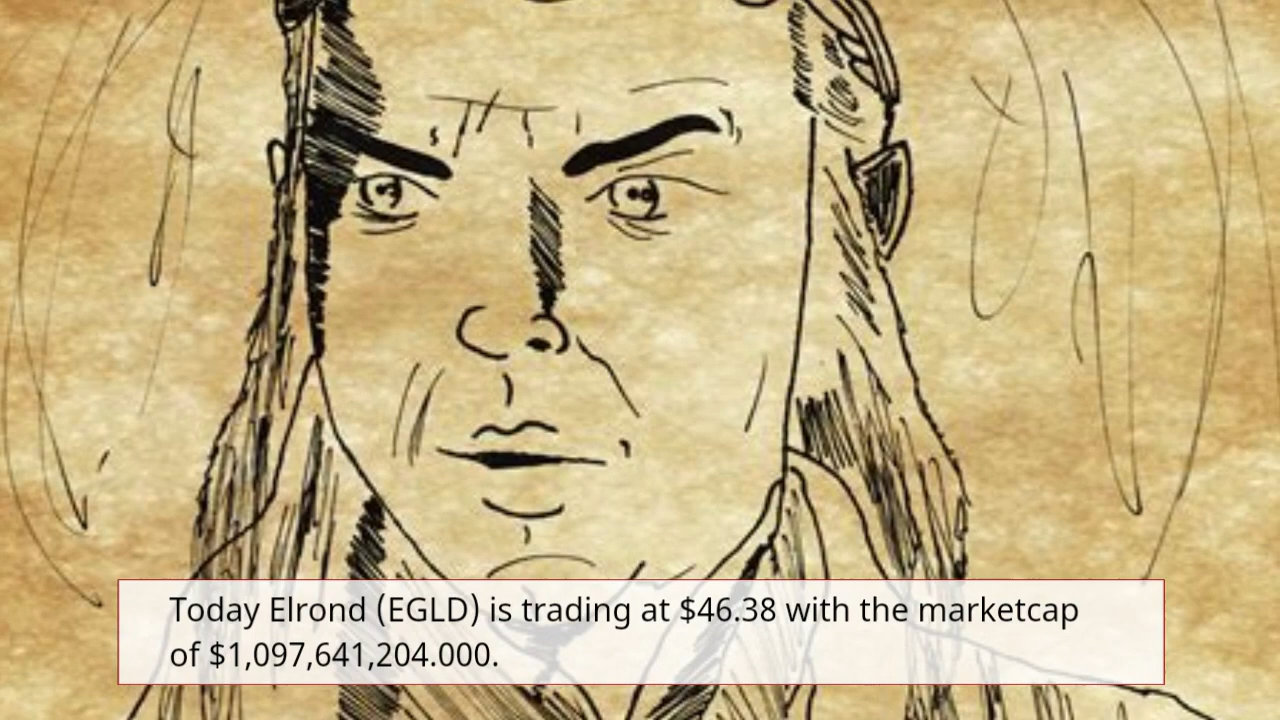 Today Elrond (EGLD) is trading at $46.38 with the marketcap
of $1,097,641,204.000.